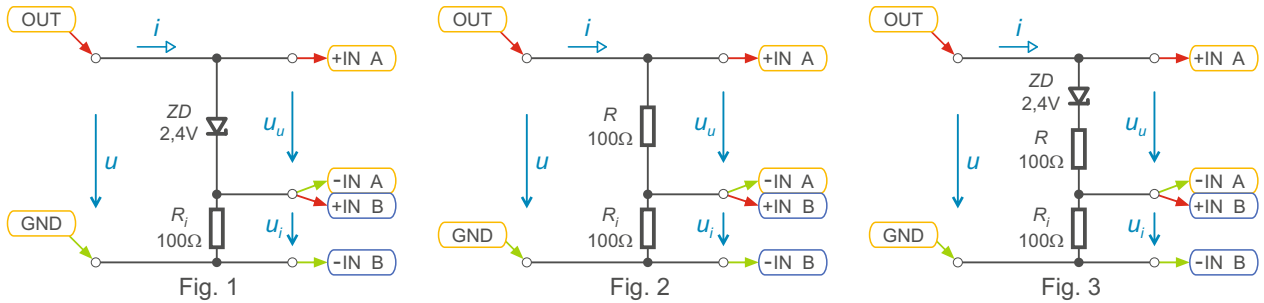 OUT
i
+IN A
ZD
2,4V
u
u_u
-IN A
+IN B
GND
R_i
100Ω
u_i
-IN B
Fig. 1
OUT
i
+IN A
R
100Ω
u
u_u
-IN A
+IN B
GND
R_i
100Ω
u_i
-IN B
Fig. 2
OUT
i
+IN A
ZD
2,4V
R
100Ω
u
u_u
-IN A
+IN B
GND
R_i
100Ω
u_i
-IN B
Fig. 3